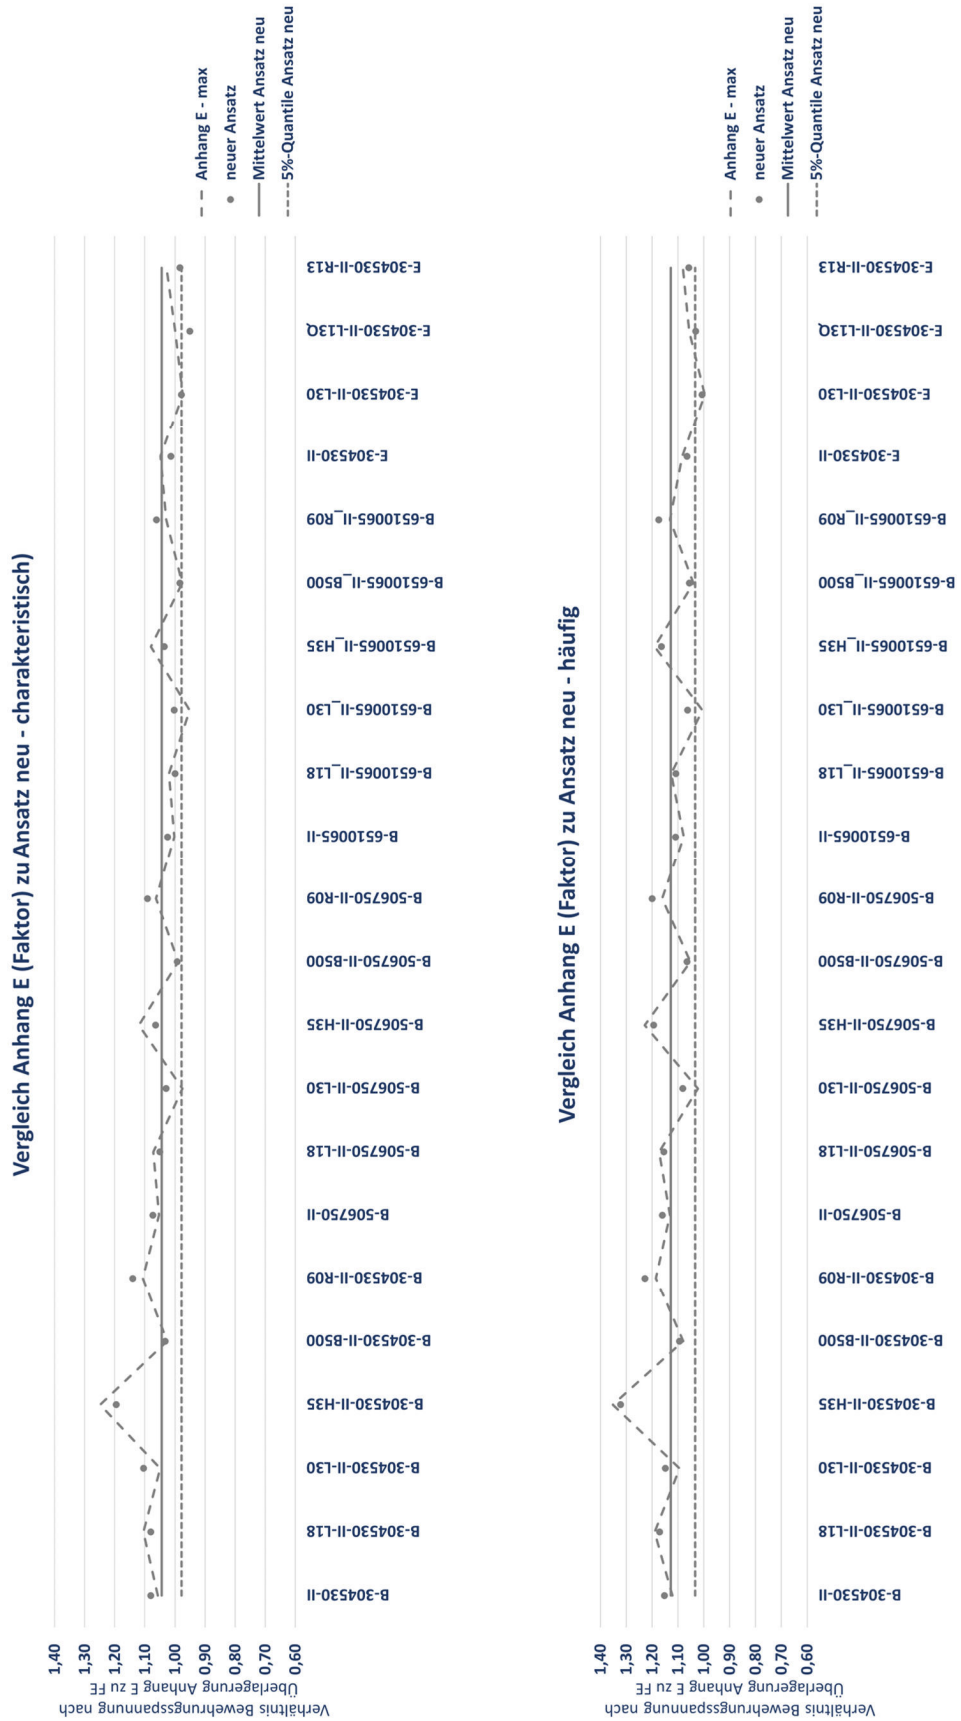 Vergleich Anhang E (Faktor) zu Ansatz neu - charakteristisch)
Verhältnis Bewehrungsspannung nach
Überlagerung Anhang E zu FE
1,40
1,30
1,20
1,10
1,00
0,90
0,80
0,70
0,60
B-304530-II
B-304530-II-L18
B-304530-II-L30
B-304530-II-H35
B-304530-II-B500
B-304530-II-R09
B-506750-II
B-506750-II-L18
B-506750-II-L30
B-506750-II-H35
B-506750-II-B500
B-506750-II-R09
B-6510065-II
B-6510065-II_L18
B-6510065-II_L30
B-6510065-II_H35
B-6510065-II_B500
B-6510065-II_R09
E-304530-II
E-304530-II-L30
E-304530-II-L13Q
E-304530-II-R13
Anhang E - max
neuer Ansatz
Mittelwert Ansatz neu
5%-Quantile Ansatz neu
Vergleich Anhang E (Faktor) zu Ansatz neu - häufig
Verhältnis Bewehrungsspannung nach
Überlagerung Anhang E zu FE
1,40
1,30
1,20
1,10
1,00
0,90
0,80
0,70
0,60
B-304530-II
B-304530-II-L18
B-304530-II-L30
B-304530-II-H35
B-304530-II-B500
B-304530-II-R09
B-506750-II
B-506750-II-L18
B-506750-II-L30
B-506750-II-H35
B-506750-II-B500
B-506750-II-R09
B-6510065-II
B-6510065-II_L18
B-6510065-II_L30
B-6510065-II_H35
B-6510065-II_B500
B-6510065-II_R09
E-304530-II
E-304530-II-L30
E-304530-II-L13Q
E-304530-II-R13
Anhang E - max
neuer Ansatz
Mittelwert Ansatz neu
5%-Quantile Ansatz neu